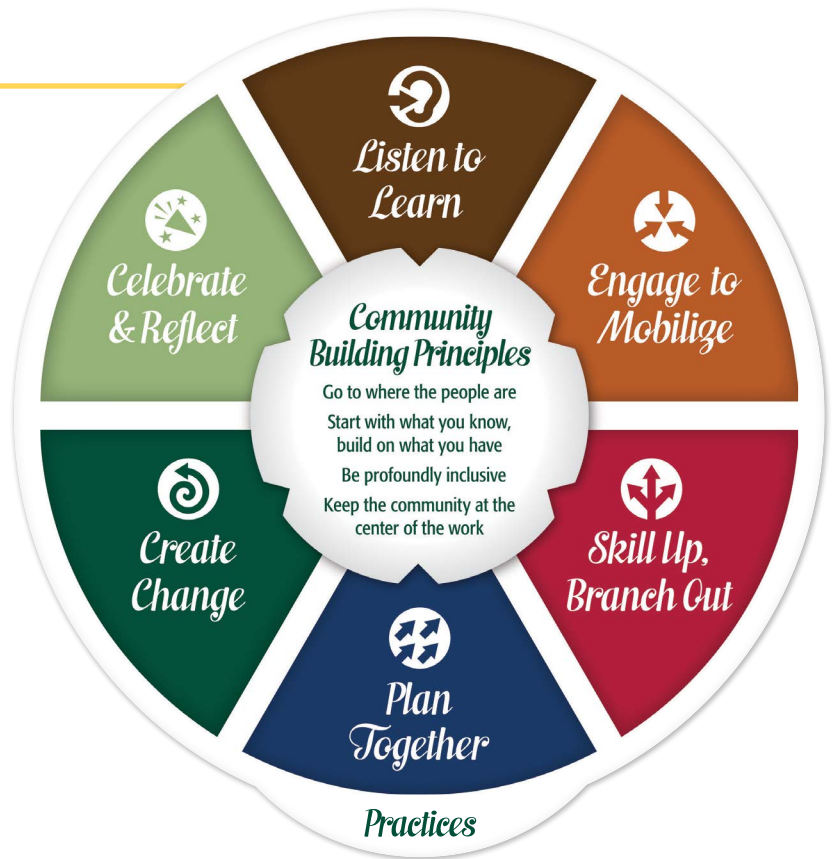 Listen to
Learn
Engage to
Mobilize
Skill Up,
Branch Out
Plan
Together
Create
Change
Celebrate
& Reflect
Community
Building Principles
Go to where the people are
Start with what you know,
build on what you have
Be profoundly inclusive
Keep the community at the
center of the work
Practices